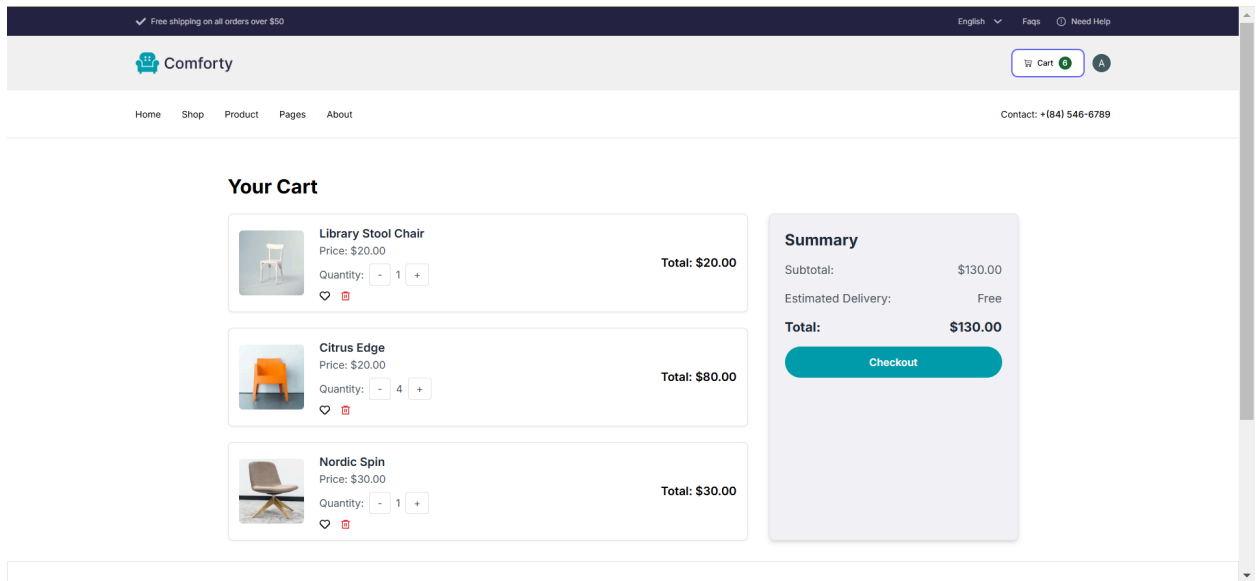 Free shipping on all orders over $50
English Faqs Need Help
Comforty
Cart 6 A
Home Shop Product Pages About
Contact: +(84) 546-6789
Your Cart
Library Stool Chair
Price: $20.00
Quantity: - 1 +
Total: $20.00
Citrus Edge
Price: $20.00
Quantity: - 4 +
Total: $80.00
Nordic Spin
Price: $30.00
Quantity: - 1 +
Total: $30.00
Summary
Subtotal: $130.00
Estimated Delivery: Free
Total: $130.00
Checkout